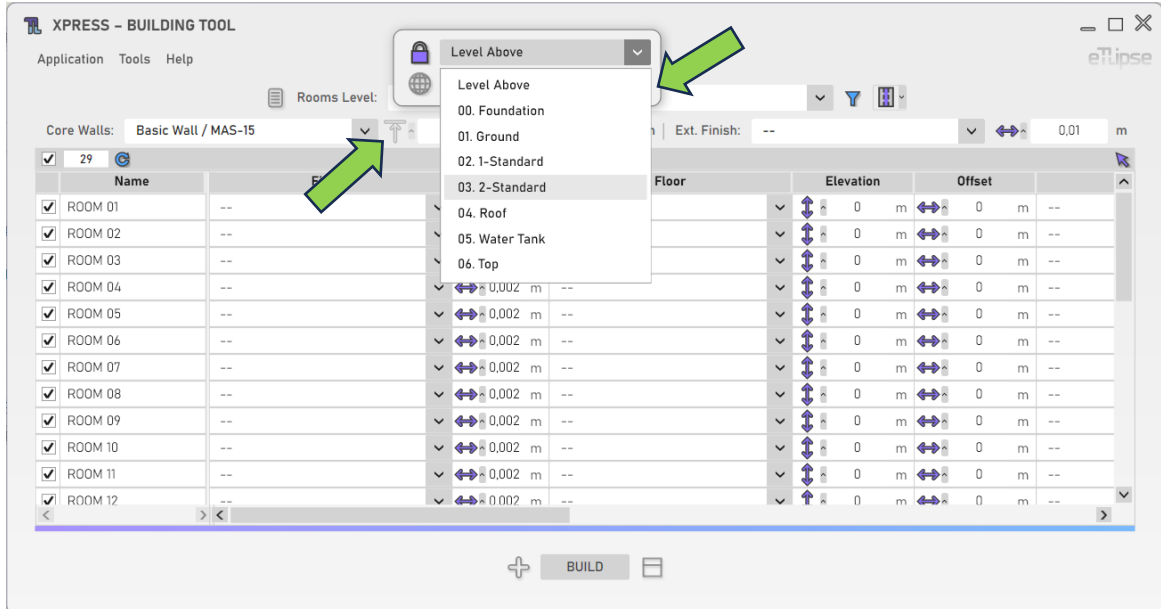 XPRESS – BUILDING TOOL
Application Tools Help
eTLipse
Level Above
Level Above
00. Foundation
01. Ground
02. 1-Standard
03. 2-Standard
04. Roof
05. Water Tank
06. Top
Rooms Level:
Core Walls: Basic Wall / MAS-15 Ext. Finish: -- 0,01 m
29
Name Floor Elevation Offset
ROOM 01 -- 0 m 0 m --
ROOM 02 -- 0 m 0 m --
ROOM 03 -- 0 m 0 m --
ROOM 04 -- 0,002 m -- 0 m 0 m --
ROOM 05 -- 0,002 m -- 0 m 0 m --
ROOM 06 -- 0,002 m -- 0 m 0 m --
ROOM 07 -- 0,002 m -- 0 m 0 m --
ROOM 08 -- 0,002 m -- 0 m 0 m --
ROOM 09 -- 0,002 m -- 0 m 0 m --
ROOM 10 -- 0,002 m -- 0 m 0 m --
ROOM 11 -- 0,002 m -- 0 m 0 m --
ROOM 12 -- 0,002 m -- 0 m 0 m --
BUILD